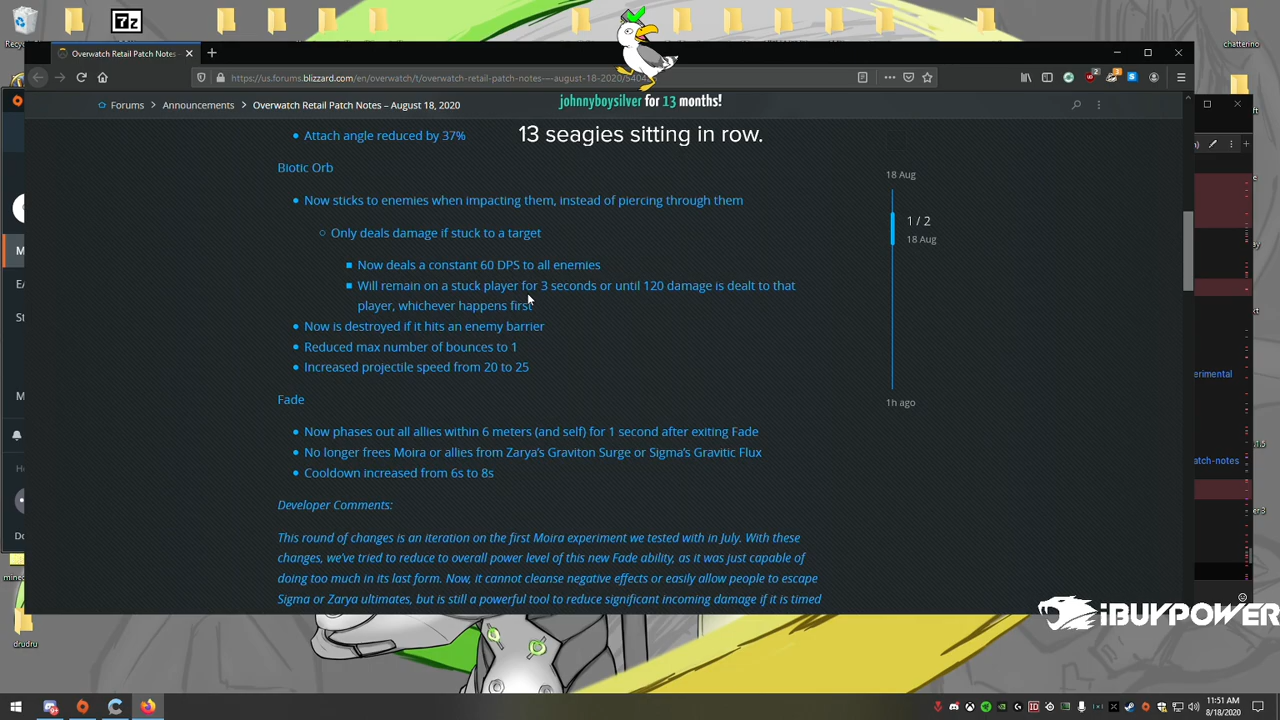 7z
Overwatch Retail Patch Notes
https://us.forums.blizzard.com/en/overwatch/t/overwatch-retail-patch-notes---august-18-2020/5404
chatterino
johnnyboysilver for 13 months!
13 seagies sitting in row.
Forums > Announcements > Overwatch Retail Patch Notes – August 18, 2020
• Attach angle reduced by 37%
Biotic Orb
• Now sticks to enemies when impacting them, instead of piercing through them
○ Only deals damage if stuck to a target
■ Now deals a constant 60 DPS to all enemies
■ Will remain on a stuck player for 3 seconds or until 120 damage is dealt to that
player, whichever happens first
• Now is destroyed if it hits an enemy barrier
• Reduced max number of bounces to 1
• Increased projectile speed from 20 to 25
Fade
• Now phases out all allies within 6 meters (and self) for 1 second after exiting Fade
• No longer frees Moira or allies from Zarya’s Graviton Surge or Sigma’s Gravitic Flux
• Cooldown increased from 6s to 8s
Developer Comments:
This round of changes is an iteration on the first Moira experiment we tested with in July. With these
changes, we’ve tried to reduce to overall power level of this new Fade ability, as it was just capable of
doing too much in its last form. Now, it cannot cleanse negative effects or easily allow people to escape
Sigma or Zarya ultimates, but is still a powerful tool to reduce significant incoming damage if it is timed
18 Aug
1 / 2
18 Aug
1h ago
iBUYPOWER
drudru
11:51 AM
8/18/2020